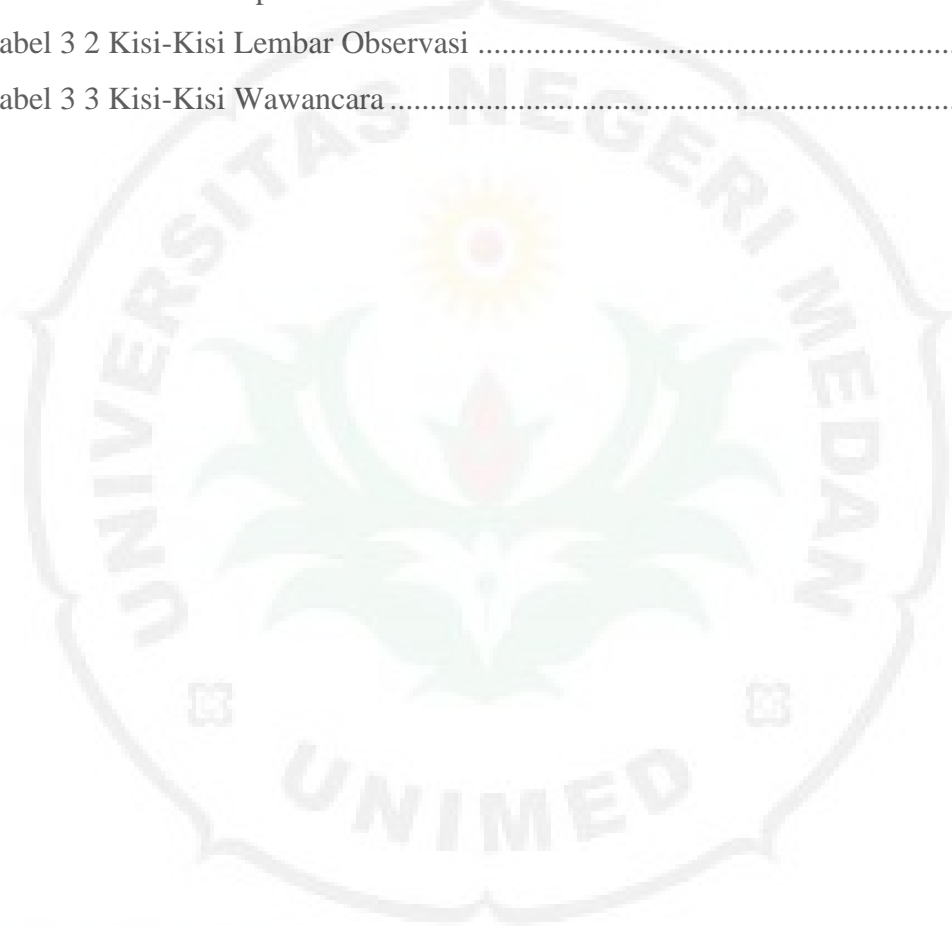 abel 3 2 Kisi-Kisi Lembar Observasi ..........................................................
abel 3 3 Kisi-Kisi Wawancara ......................................................................
UNIVERSITAS NEGERI MEDAN
UNIMED